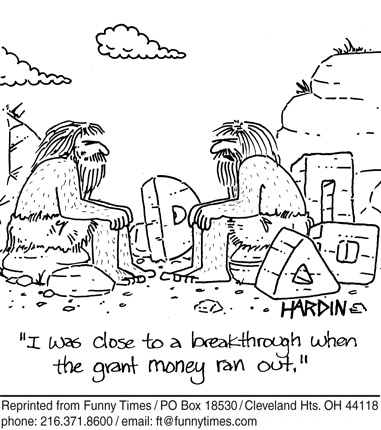 HARDIN
"I was close to a breakthrough when
the grant money ran out."
Reprinted from Funny Times / PO Box 18530 / Cleveland Hts. OH 44118
phone: 216.371.8600 / email: ft@funnytimes.com